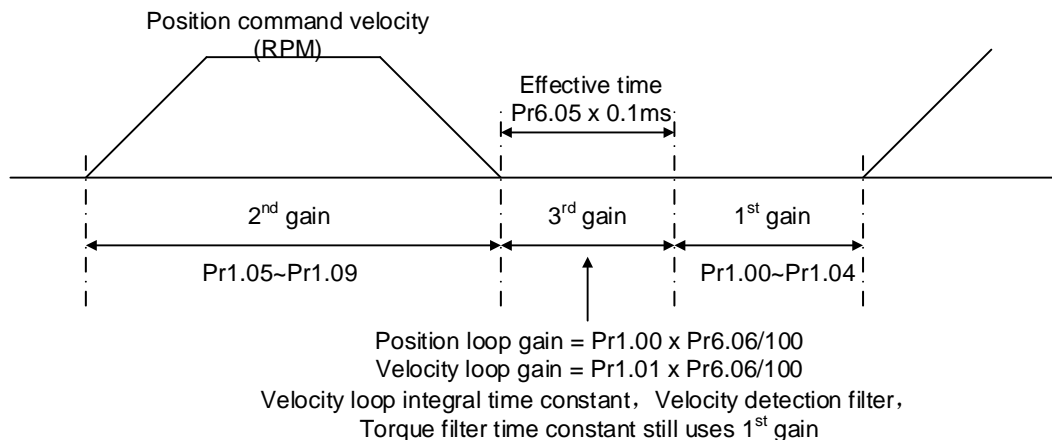 Position command velocity
(RPM)
Effective time
Pr6.05 x 0.1ms
2nd gain
3rd gain
1st gain
Pr1.05~Pr1.09
Pr1.00~Pr1.04
Position loop gain = Pr1.00 x Pr6.06/100
Velocity loop gain = Pr1.01 x Pr6.06/100
Velocity loop integral time constant，Velocity detection filter，
Torque filter time constant still uses 1st gain